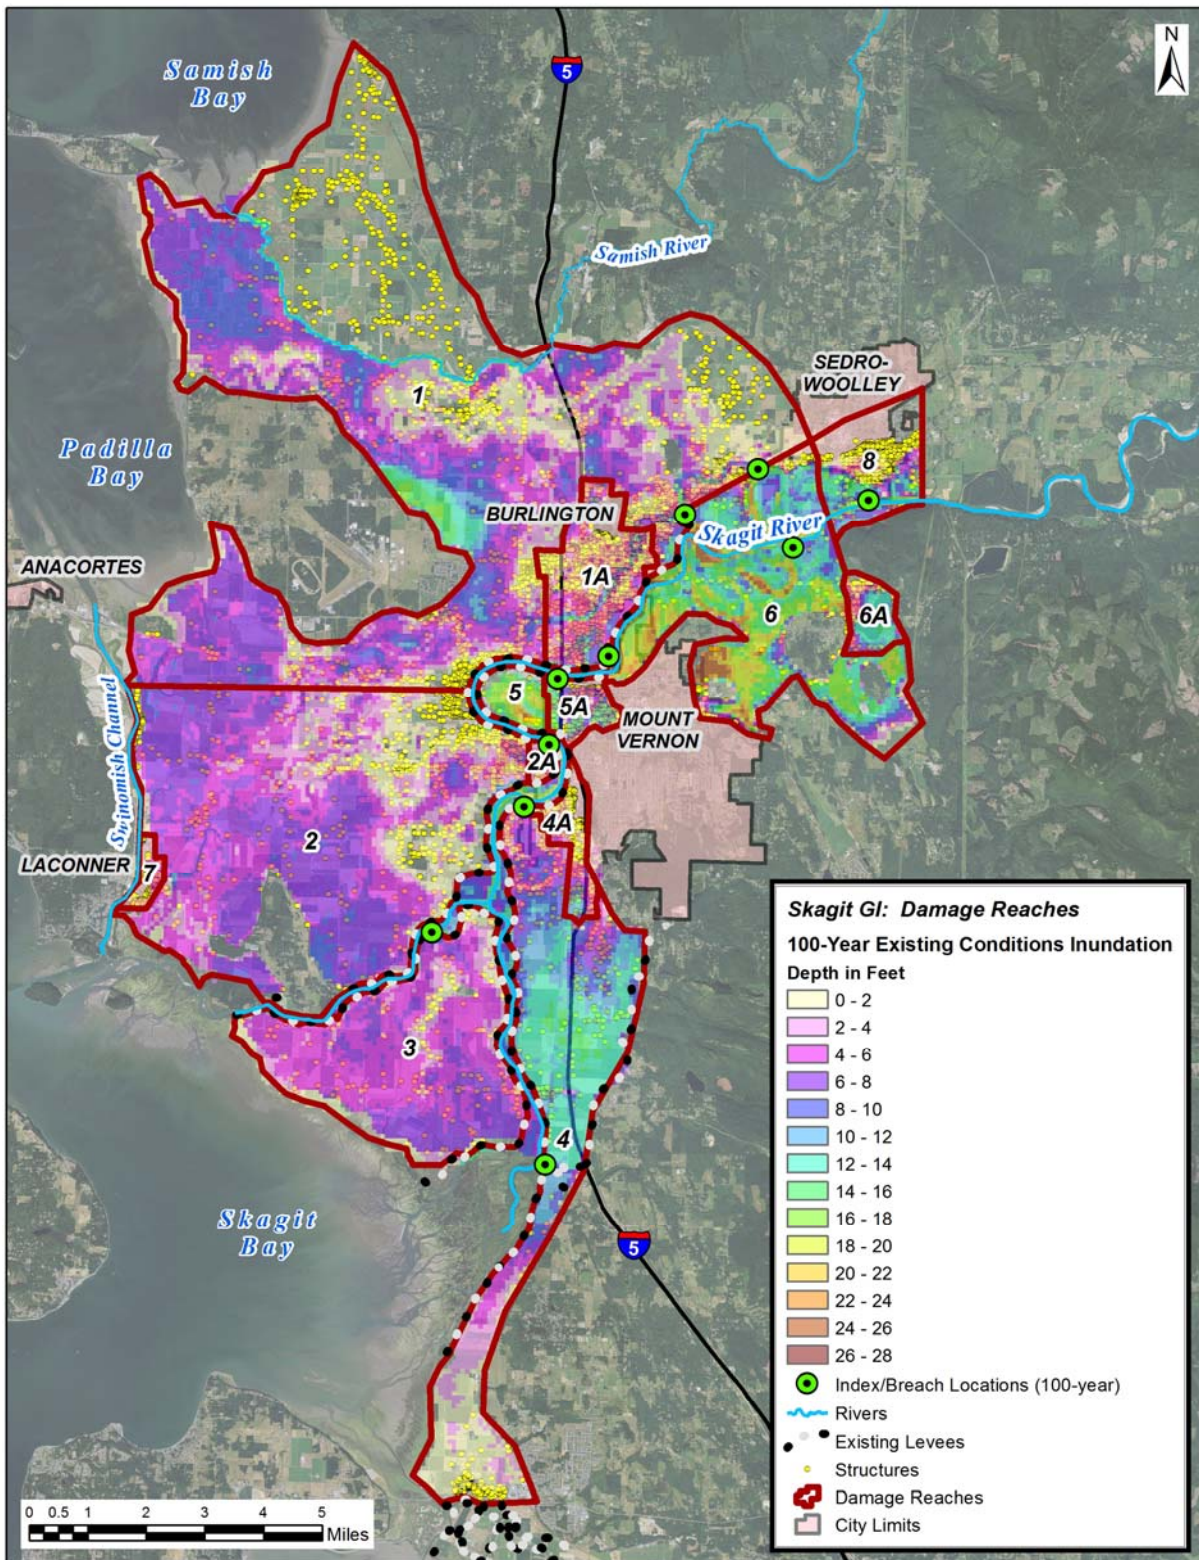 Samish
Bay
N
5
Samish River
SEDRO-
WOOLLEY
1
8
Padilla
Bay
BURLINGTON
Skagit River
ANACORTES
1A
6
6A
5
5A
MOUNT
VERNON
Swinomish Channel
2A
4A
2
LACONNER
7
3
4
Skagit
Bay
5
Skagit GI: Damage Reaches
100-Year Existing Conditions Inundation
Depth in Feet
0 - 2
2 - 4
4 - 6
6 - 8
8 - 10
10 - 12
12 - 14
14 - 16
16 - 18
18 - 20
20 - 22
22 - 24
24 - 26
26 - 28
Index/Breach Locations (100-year)
Rivers
Existing Levees
Structures
Damage Reaches
City Limits
0 0.5 1 2 3 4 5
Miles